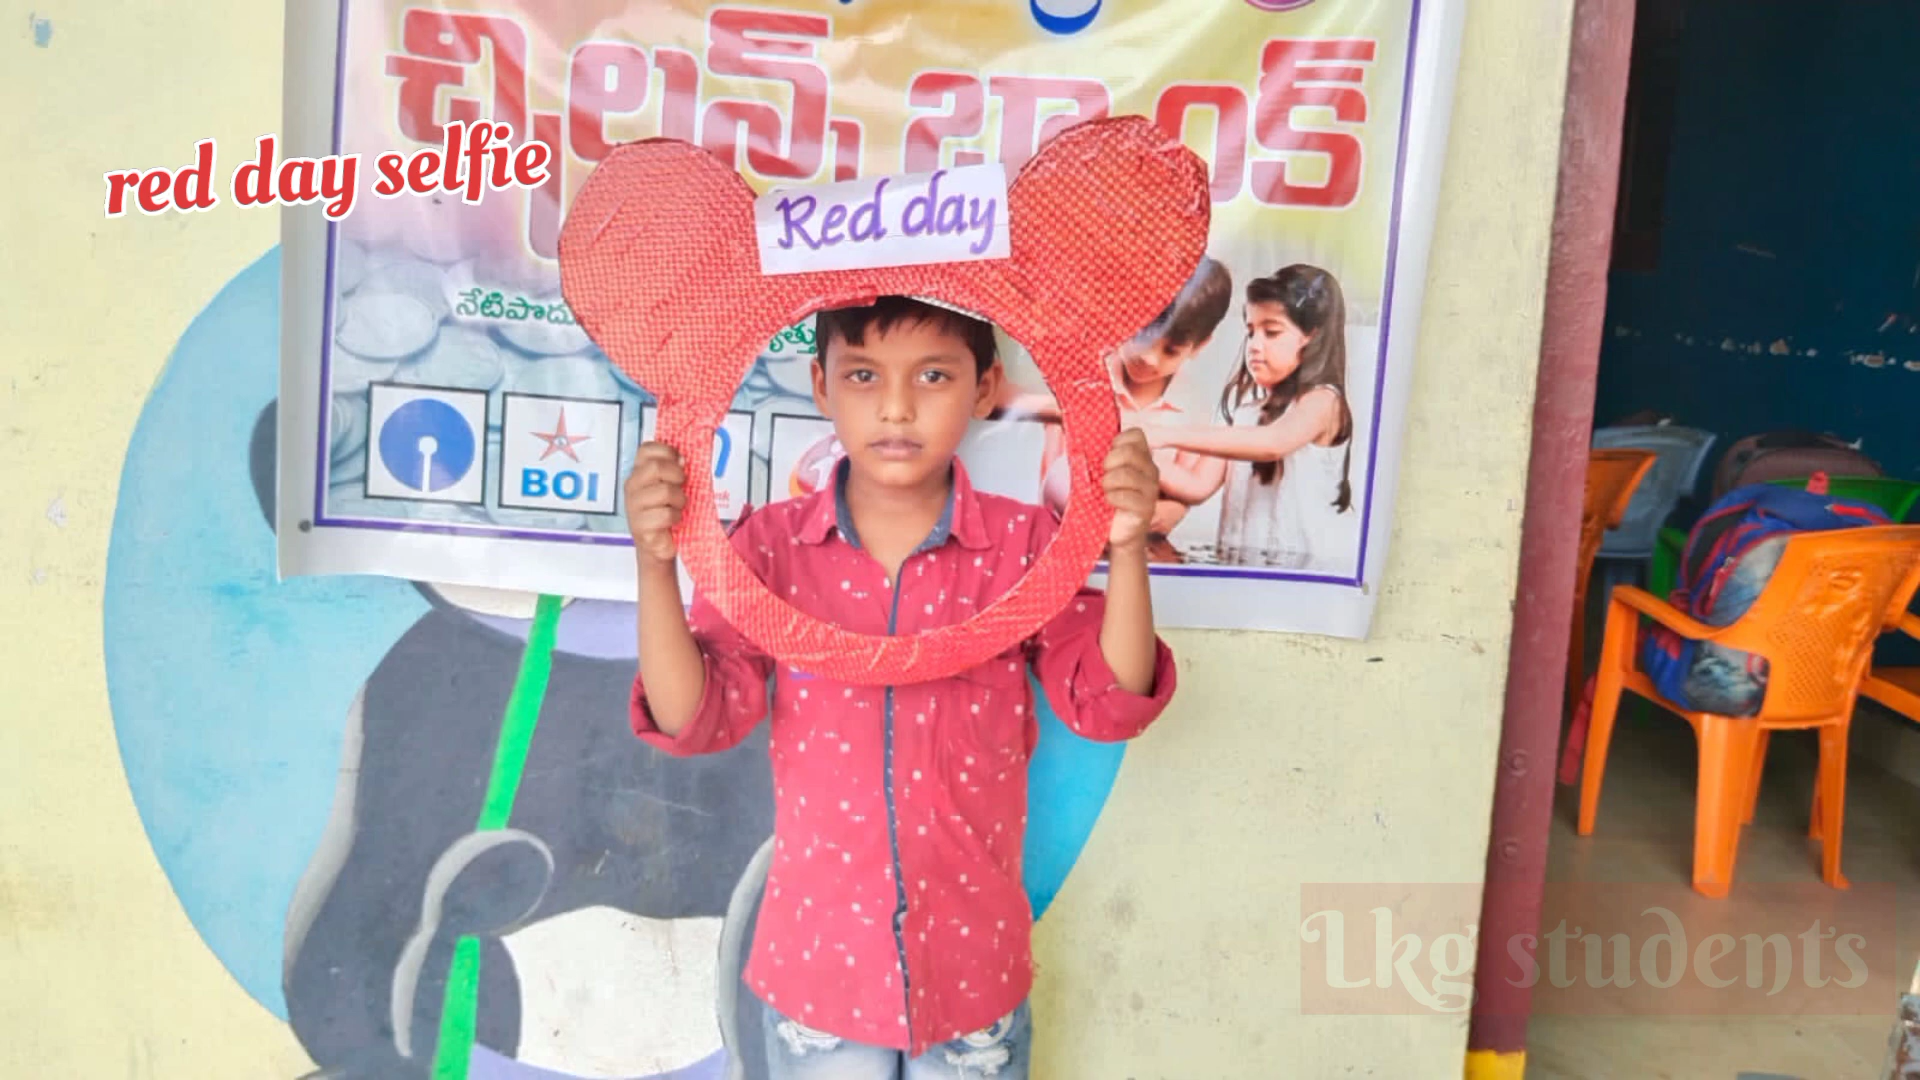 చిల్డ్రన్స్ బ్యాంక్
red day selfie
Red day
నేటిపొదు
BOI
Lkg students